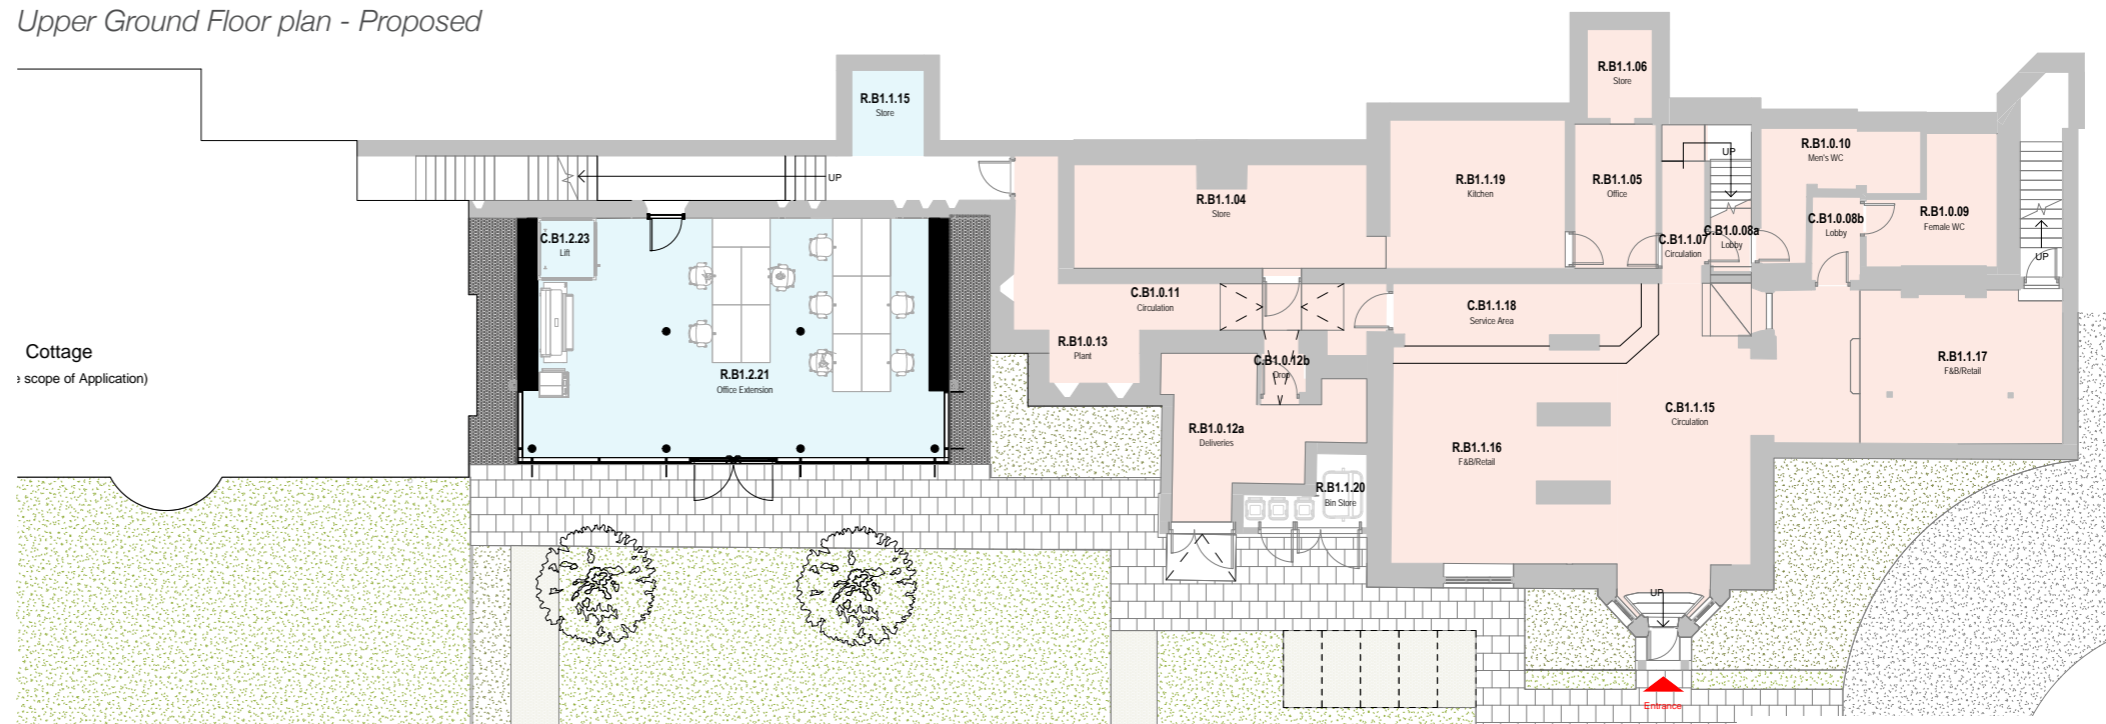 Upper Ground Floor plan - Proposed
R.B1.1.06
Store
R.B1.1.15
Store
R.B1.0.10
Men's WC
UP
UP
R.B1.1.04
Store
R.B1.1.19
Kitchen
R.B1.1.05
Office
C.B1.2.23
Lift
C.B1.1.07
Circulation
C.B1.0.08a
Lobby
C.B1.0.08b
Lobby
R.B1.0.09
Female WC
UP
C.B1.0.11
Circulation
C.B1.1.18
Service Area
R.B1.0.13
Plant
Cottage
e scope of Application)
R.B1.2.21
Office Extension
C.B1.0.12b
Drop
R.B1.1.17
F&B/Retail
C.B1.1.15
Circulation
R.B1.0.12a
Deliveries
R.B1.1.16
F&B/Retail
R.B1.1.20
Bin Store
UP
Entrance